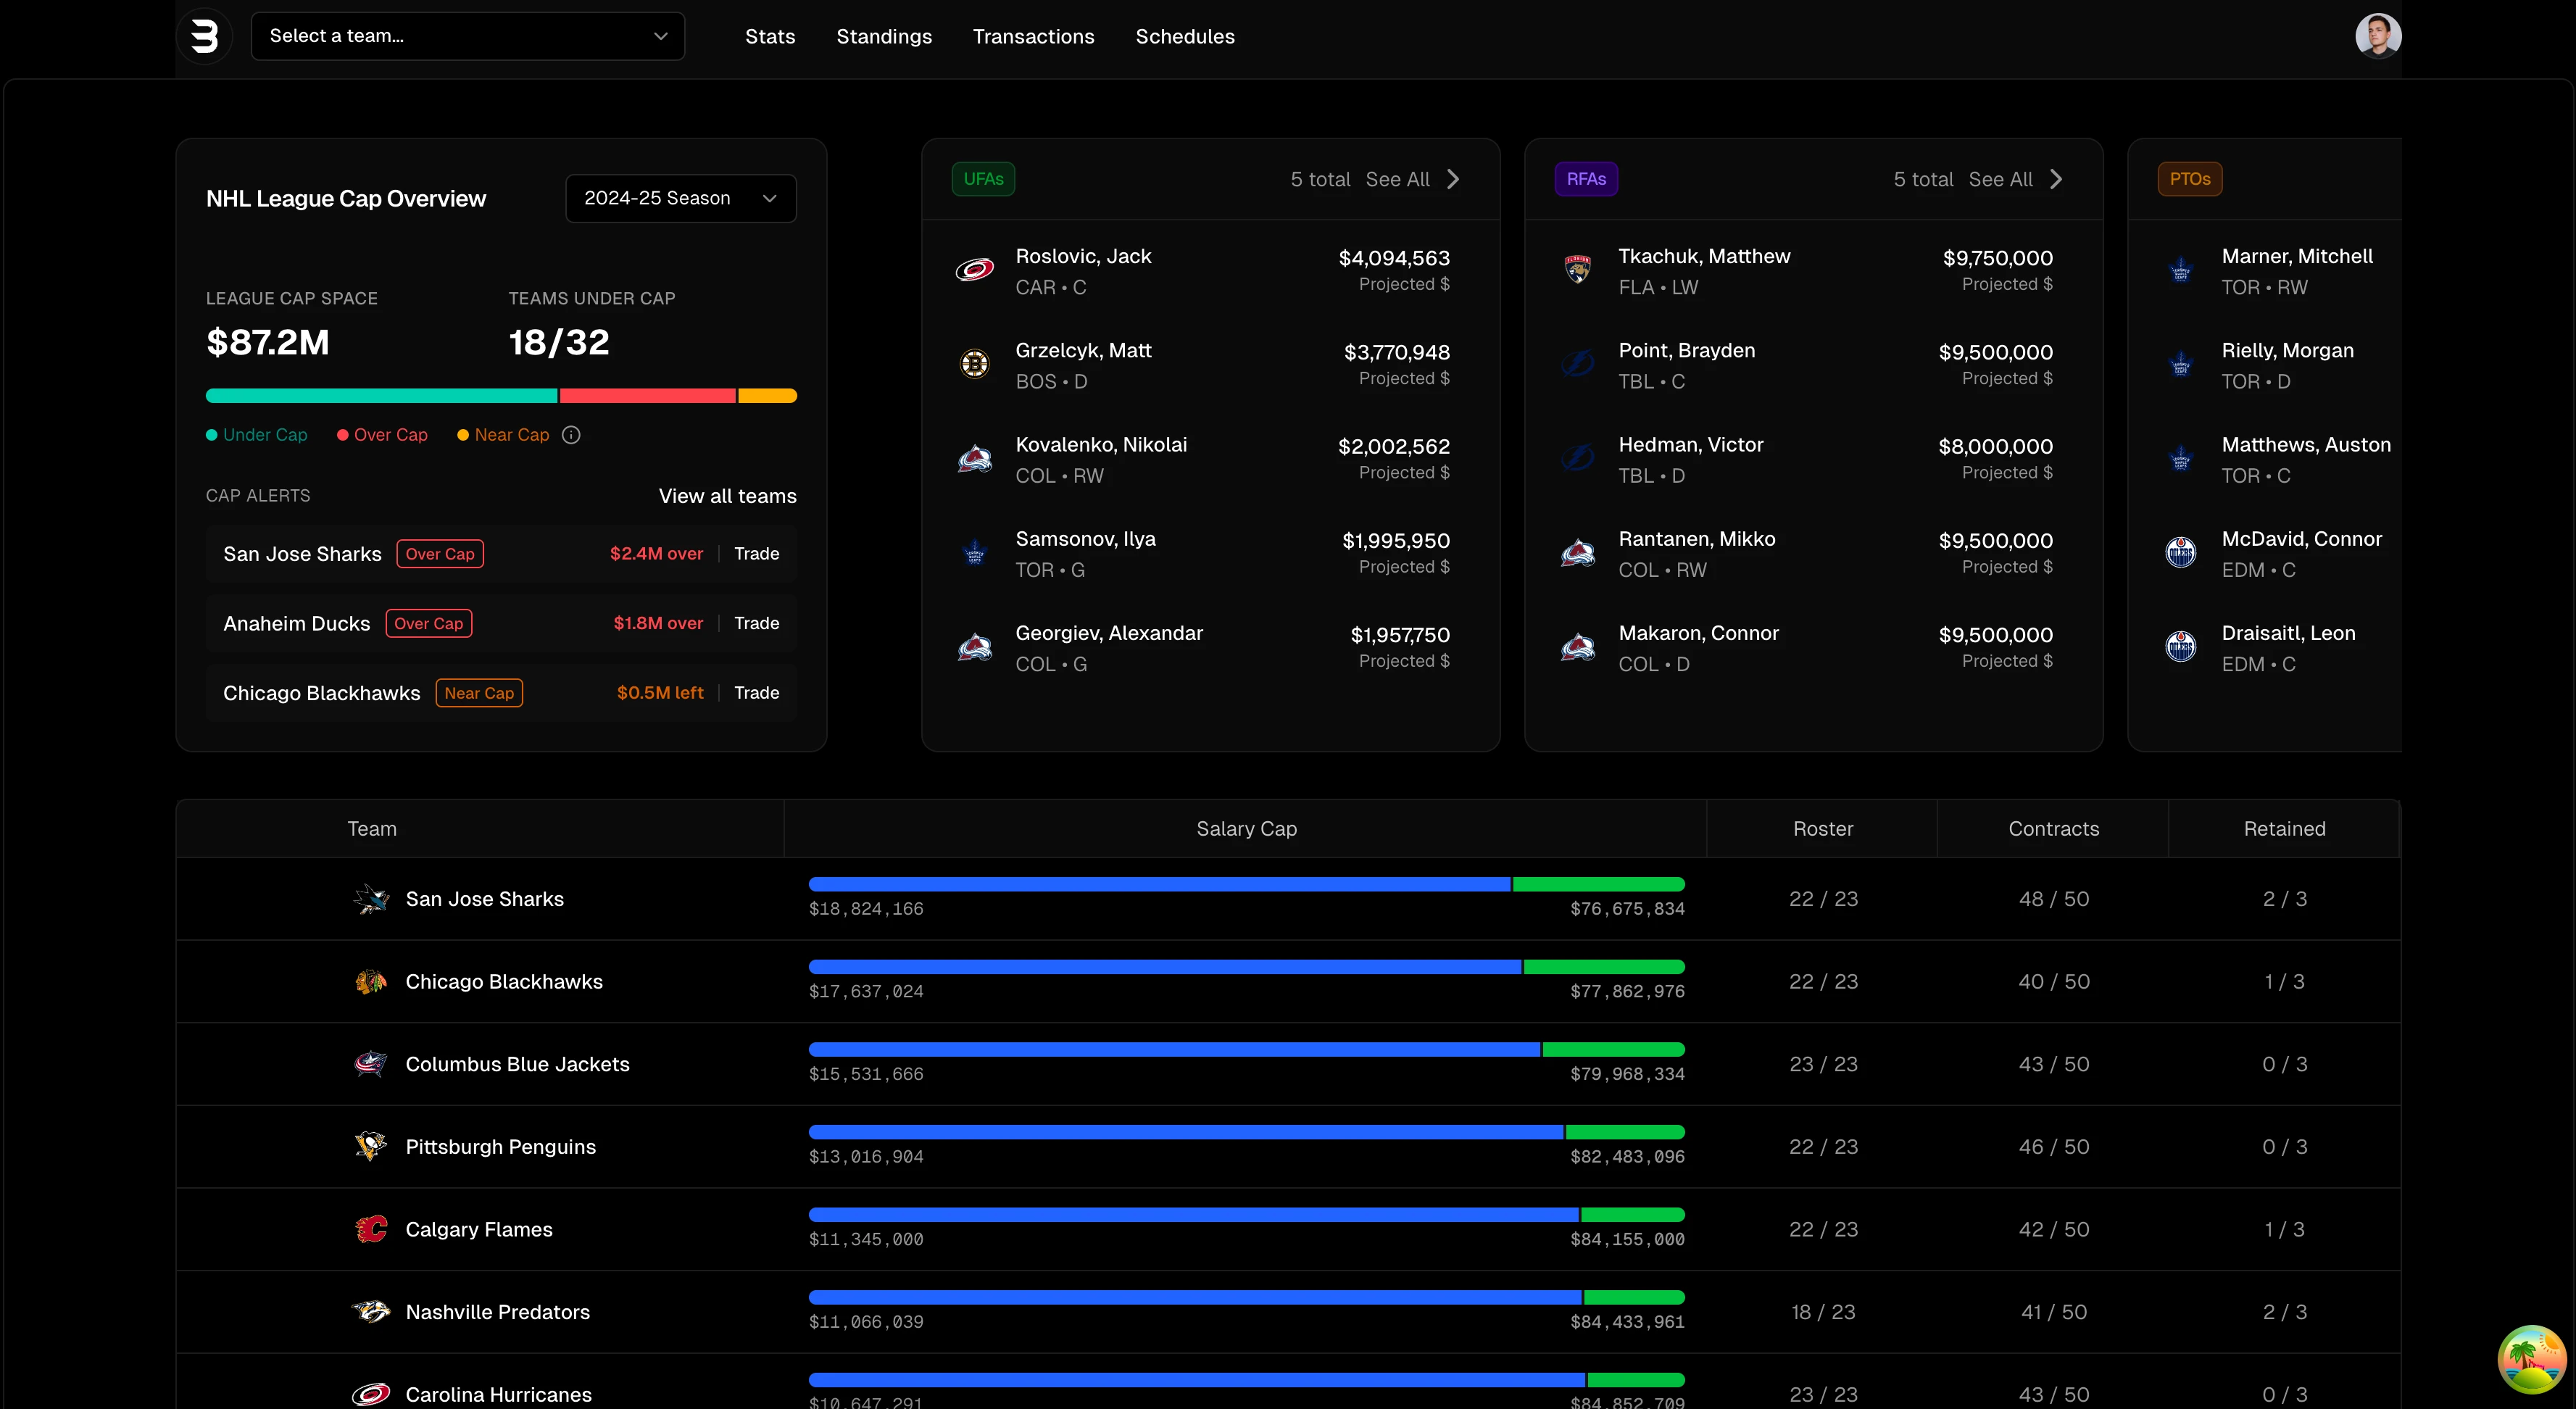 Select a team...
Stats
Standings
Transactions
Schedules
NHL League Cap Overview
2024-25 Season
LEAGUE CAP SPACE
TEAMS UNDER CAP
$87.2M
18/32
Under Cap
Over Cap
Near Cap
CAP ALERTS
View all teams
San Jose Sharks Over Cap $2.4M over Trade
Anaheim Ducks Over Cap $1.8M over Trade
Chicago Blackhawks Near Cap $0.5M left Trade
UFAs
5 total See All
Roslovic, Jack $4,094,563
CAR • C Projected $
Grzelcyk, Matt $3,770,948
BOS • D Projected $
Kovalenko, Nikolai $2,002,562
COL • RW Projected $
Samsonov, Ilya $1,995,950
TOR • G Projected $
Georgiev, Alexandar $1,957,750
COL • G Projected $
RFAs
5 total See All
Tkachuk, Matthew $9,750,000
FLA • LW Projected $
Point, Brayden $9,500,000
TBL • C Projected $
Hedman, Victor $8,000,000
TBL • D Projected $
Rantanen, Mikko $9,500,000
COL • RW Projected $
Makaron, Connor $9,500,000
COL • D Projected $
PTOs
Marner, Mitchell
TOR • RW
Rielly, Morgan
TOR • D
Matthews, Auston
TOR • C
McDavid, Connor
EDM • C
Draisaitl, Leon
EDM • C
Team Salary Cap Roster Contracts Retained
San Jose Sharks 22 / 23 48 / 50 2 / 3
$18,824,166 $76,675,834
Chicago Blackhawks 22 / 23 40 / 50 1 / 3
$17,637,024 $77,862,976
Columbus Blue Jackets 23 / 23 43 / 50 0 / 3
$15,531,666 $79,968,334
Pittsburgh Penguins 22 / 23 46 / 50 0 / 3
$13,016,904 $82,483,096
Calgary Flames 22 / 23 42 / 50 1 / 3
$11,345,000 $84,155,000
Nashville Predators 18 / 23 41 / 50 2 / 3
$11,066,039 $84,433,961
Carolina Hurricanes 23 / 23 43 / 50 0 / 3
$10,647,291 $84,852,709